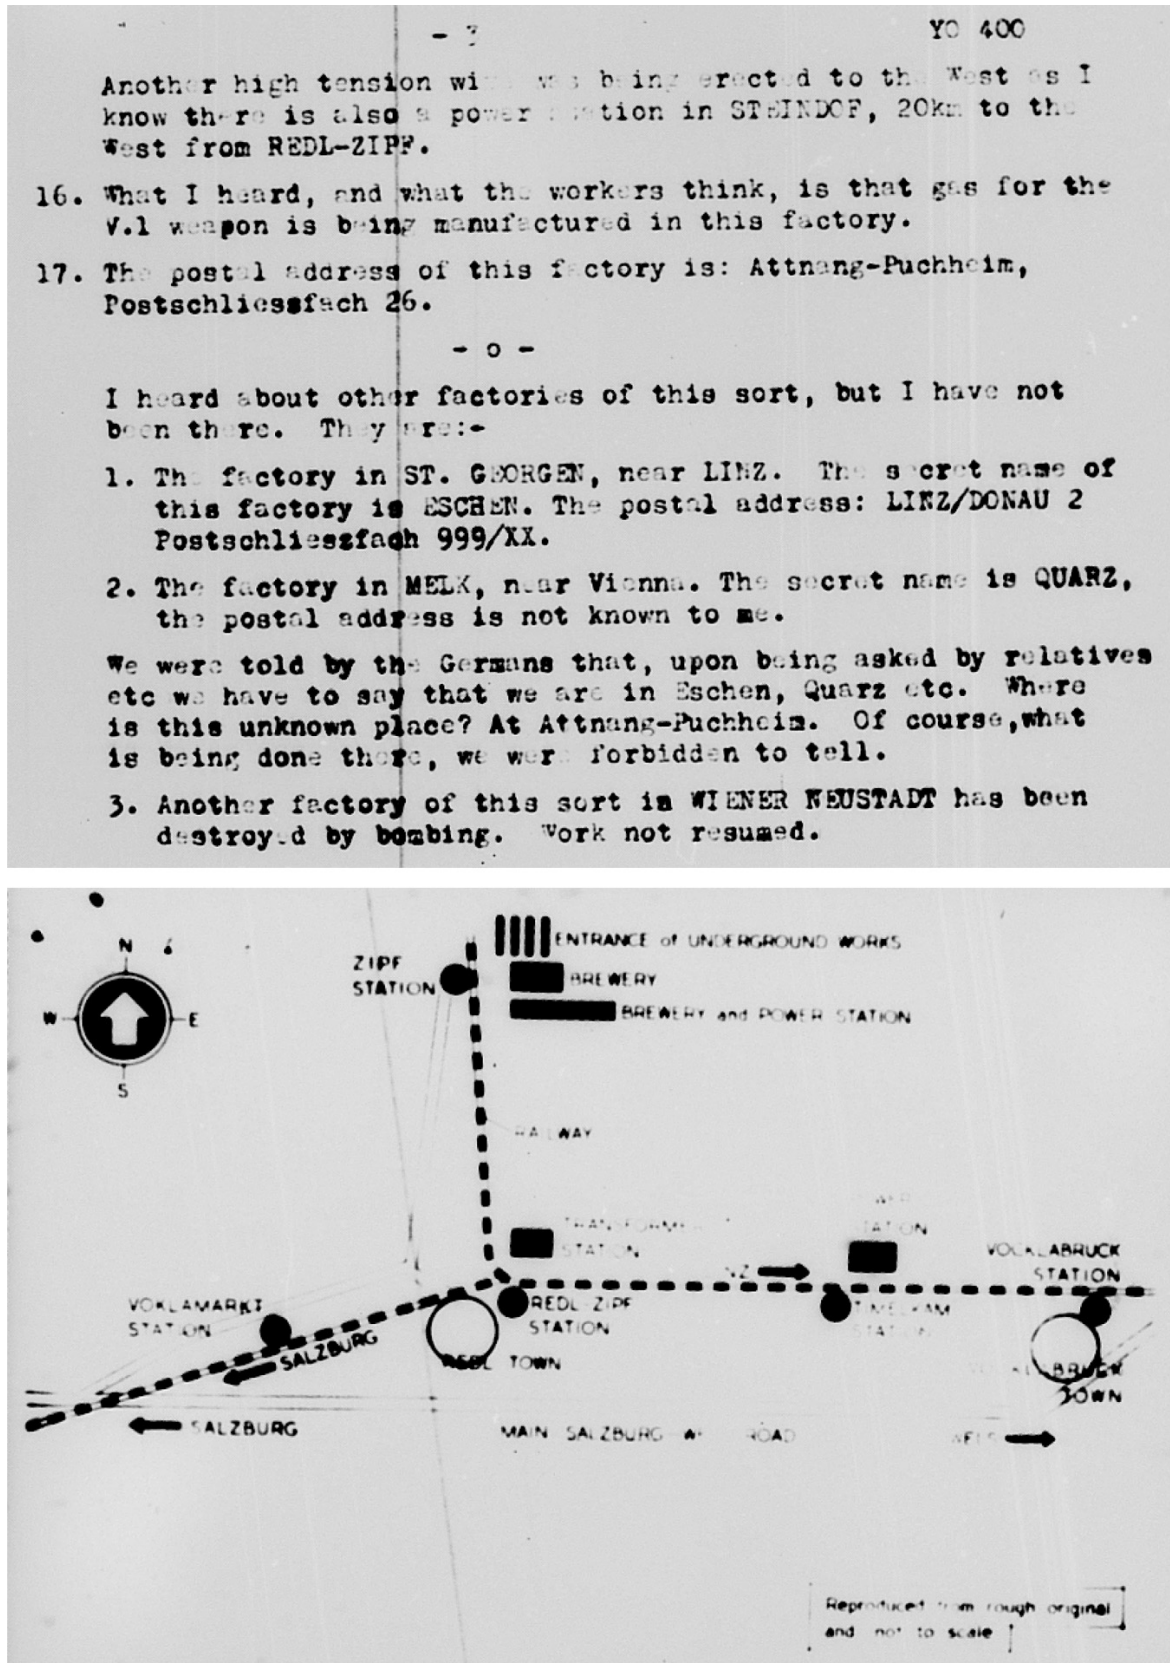 - 3
YO 400
Another high tension wi was being erected to the West as I
know there is also a power station in STEINDOF, 20km to the
West from REDL-ZIPF.
16. What I heard, and what the workers think, is that gas for the
V.1 weapon is being manufactured in this factory.
17. The postal address of this factory is: Attnang-Puchheim,
Postschliessfach 26.
- o -
I heard about other factories of this sort, but I have not
been there. They are:-
1. The factory in ST. GEORGEN, near LINZ. The secret name of
this factory is ESCHEN. The postal address: LINZ/DONAU 2
Postschliessfach 999/XX.
2. The factory in MELK, near Vienna. The secret name is QUARZ,
the postal address is not known to me.
We were told by the Germans that, upon being asked by relatives
etc we have to say that we are in Eschen, Quarz etc. Where
is this unknown place? At Attnang-Puchheim. Of course,what
is being done there, we were forbidden to tell.
3. Another factory of this sort in WIENER NEUSTADT has been
destroyed by bombing. Work not resumed.
N
W
E
S
ZIPF
STATION
ENTRANCE of UNDERGROUND WORKS
BREWERY
BREWERY and POWER STATION
RAILWAY
TRANSFORMER
STATION
STATION
VOCKLABRUCK
STATION
NZ
VOKLAMARKT
STATION
SALZBURG
REDL-ZIPF
STATION
REDL TOWN
TIMELKAM
STATION
VOCKLABRUCK
TOWN
SALZBURG
MAIN SALZBURG ROAD
WELS
Reproduced from rough original
and not to scale